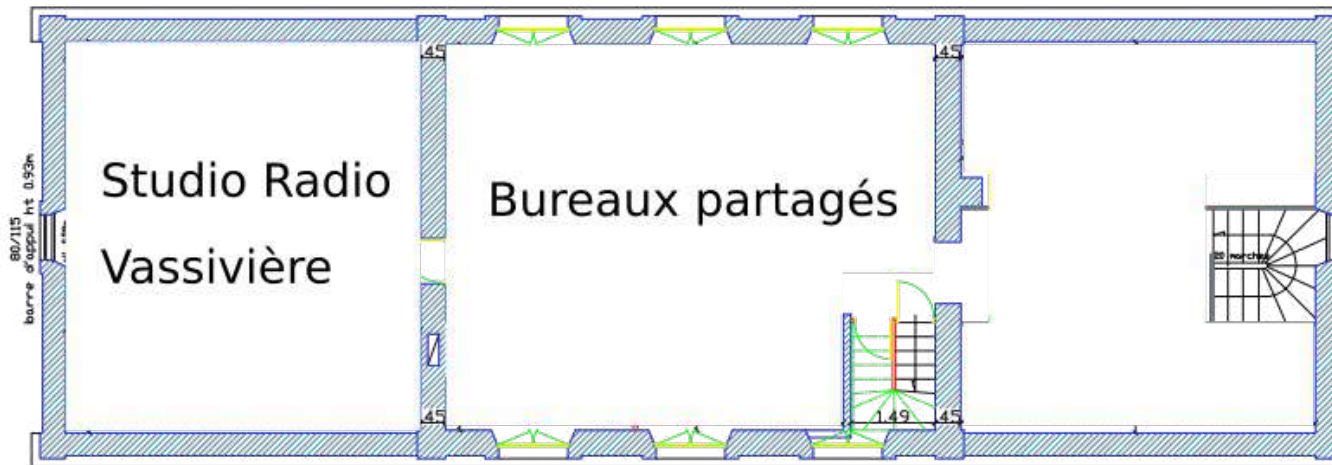 .45
.45
Studio Radio
Vassivière
Bureaux partagés
80/115
barre d'appui ht 0.93m
20 marches
.45
1.49
.45